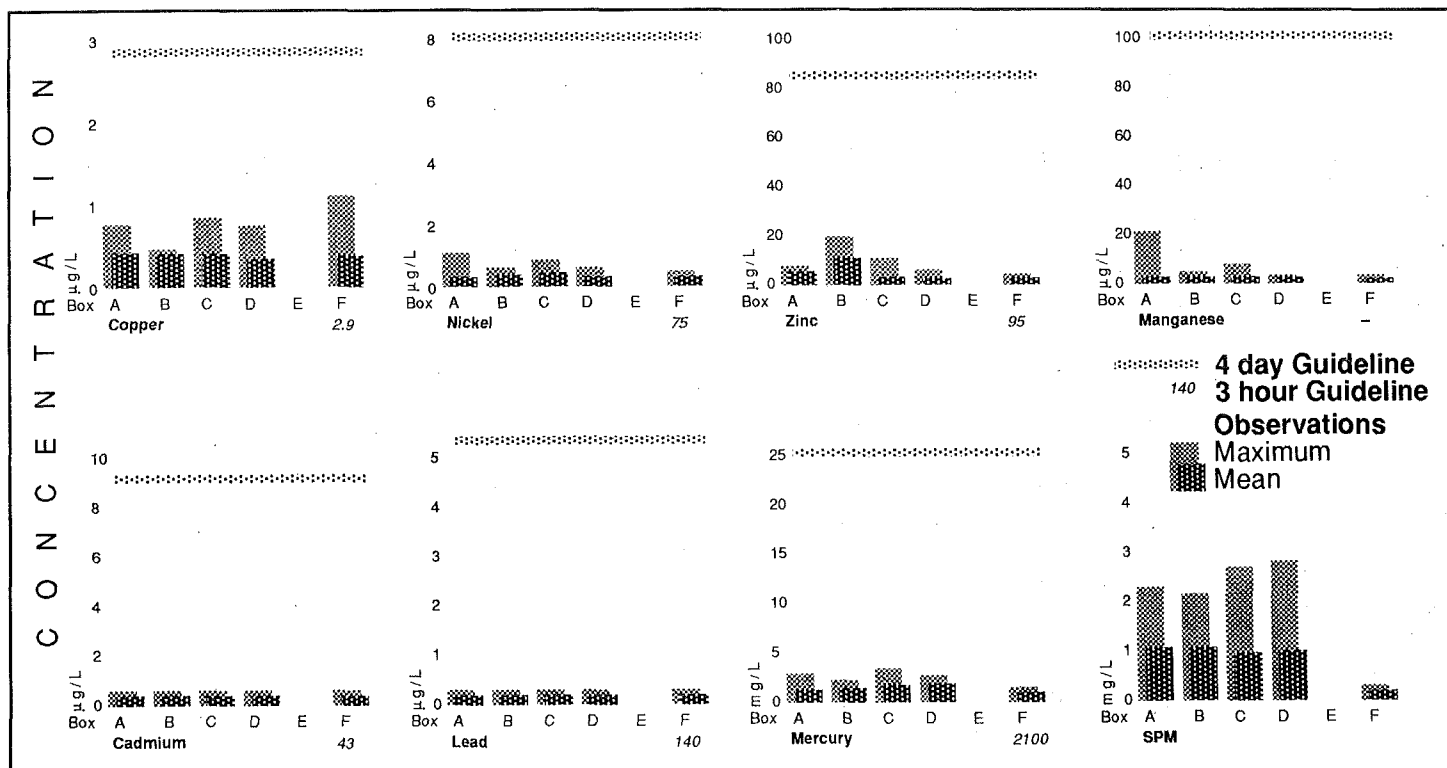 CONCENTRATION
3
2
1
0
µg/L
Box A B C D E F
Copper 2.9
8
6
4
2
0
µg/L
Box A B C D E F
Nickel 75
100
80
60
40
20
0
µg/L
Box A B C D E F
Zinc 95
100
80
60
40
20
0
µg/L
Box A B C D E F
Manganese –
4 day Guideline
140 3 hour Guideline
Observations
Maximum
Mean
10
8
6
4
2
0
µg/L
Box A B C D E F
Cadmium 43
5
4
3
2
1
0
µg/L
Box A B C D E F
Lead 140
25
20
15
10
5
0
mg/L
Box A B C D E F
Mercury 2100
5
4
3
2
1
0
mg/L
Box A B C D E F
SPM